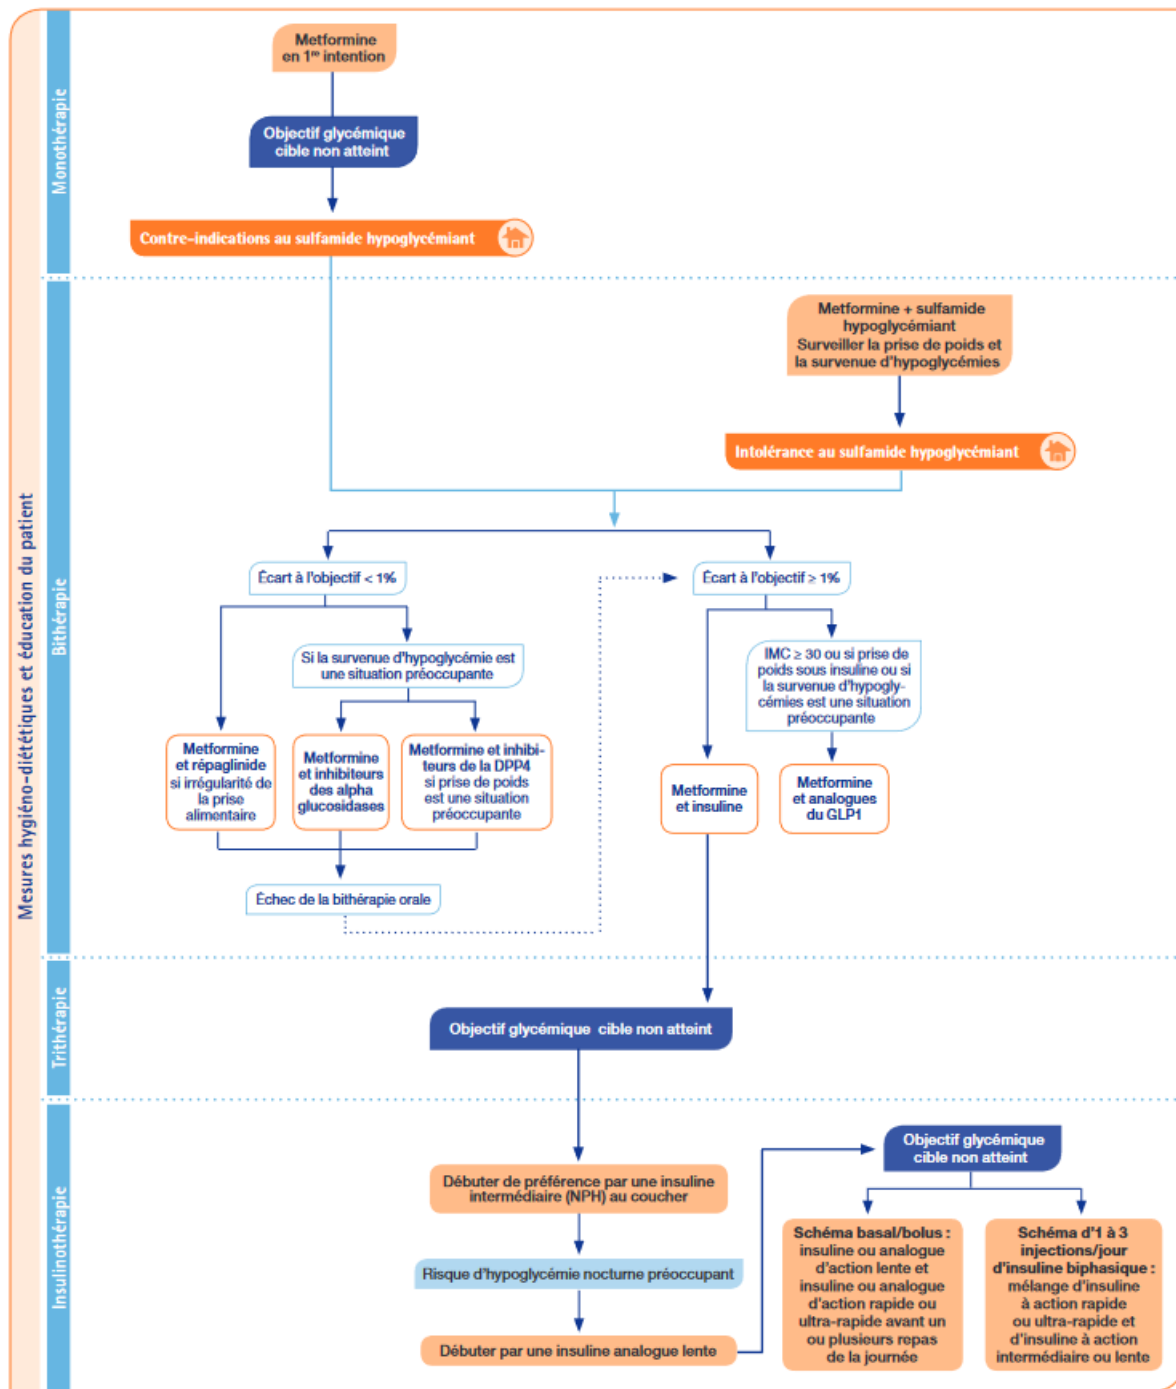 Mesures hygiéno-diététiques et éducation du patient
Monothérapie
Metformine
en 1re intention
Objectif glycémique
cible non atteint
Contre-indications au sulfamide hypoglycémiant
Bithérapie
Metformine + sulfamide
hypoglycémiant
Surveiller la prise de poids et
la survenue d'hypoglycémies
Intolérance au sulfamide hypoglycémiant
Écart à l'objectif < 1%
Écart à l'objectif ≥ 1%
Si la survenue d'hypoglycémie est
une situation préoccupante
IMC ≥ 30 ou si prise de
poids sous insuline ou si
la survenue d'hypogly-
cémies est une situation
préoccupante
Metformine
et répaglinide
si irrégularité de
la prise
alimentaire
Metformine
et inhibiteurs
des alpha
glucosidases
Metformine et inhibi-
teurs de la DPP4
si prise de poids
est une situation
préoccupante
Metformine
et insuline
Metformine
et analogues
du GLP1
Échec de la bithérapie orale
Trithérapie
Objectif glycémique cible non atteint
Insulinothérapie
Débuter de préférence par une insuline
intermédiaire (NPH) au coucher
Risque d'hypoglycémie nocturne préoccupant
Débuter par une insuline analogue lente
Objectif glycémique
cible non atteint
Schéma basal/bolus :
insuline ou analogue
d'action lente et
insuline ou analogue
d'action rapide ou
ultra-rapide avant un
ou plusieurs repas
de la journée
Schéma d'1 à 3
injections/jour
d'insuline biphasique :
mélange d'insuline
à action rapide
ou ultra-rapide et
d'insuline à action
intermédiaire ou lente